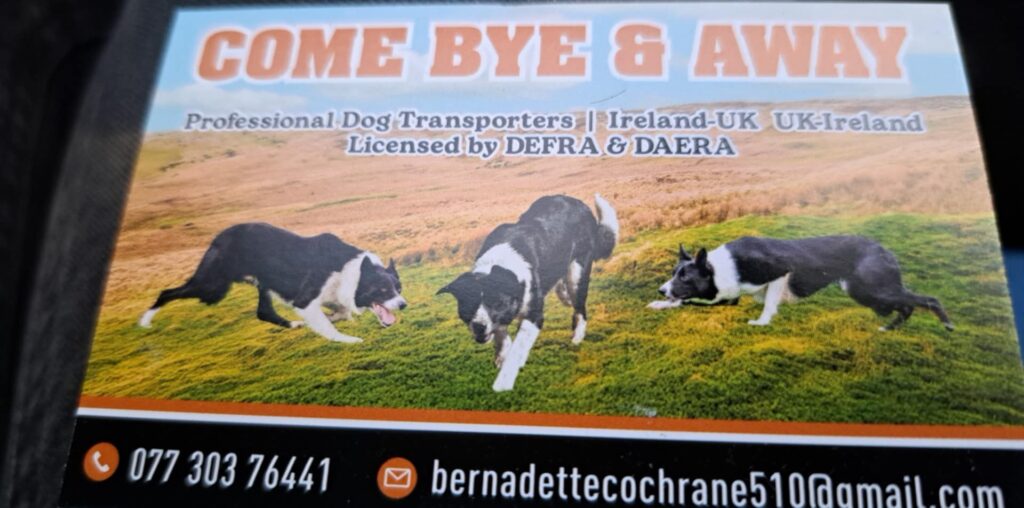 COME BYE & AWAY
Professional Dog Transporters | Ireland-UK UK-Ireland
Licensed by DEFRA & DAERA
077 303 76441
bernadettecochrane510@gmail.com